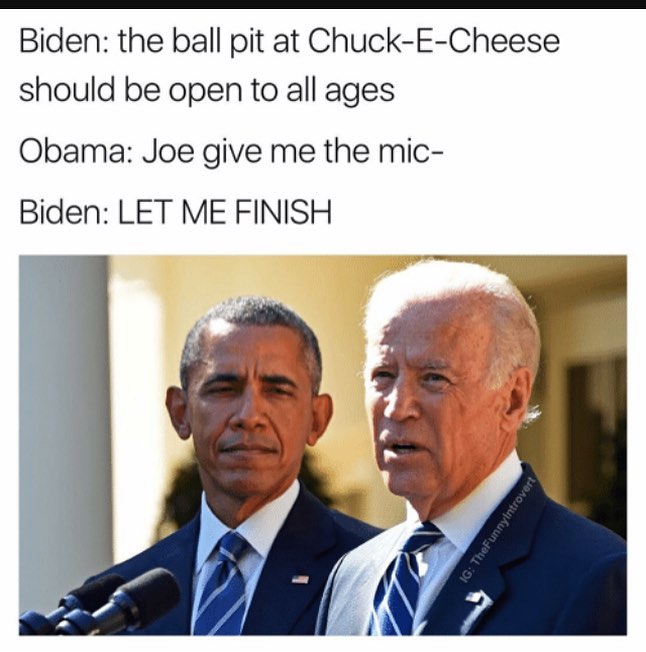 Biden: the ball pit at Chuck-E-Cheese
should be open to all ages
Obama: Joe give me the mic-
Biden: LET ME FINISH
IG: TheFunnyIntrovert